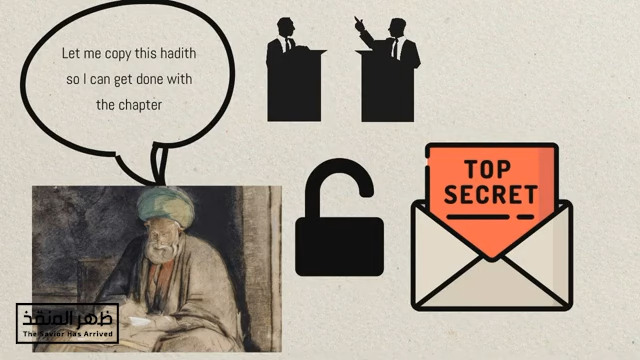 Let me copy this hadith
so I can get done with
the chapter
TOP
SECRET
ظهر المنقذ
The Savior Has Arrived